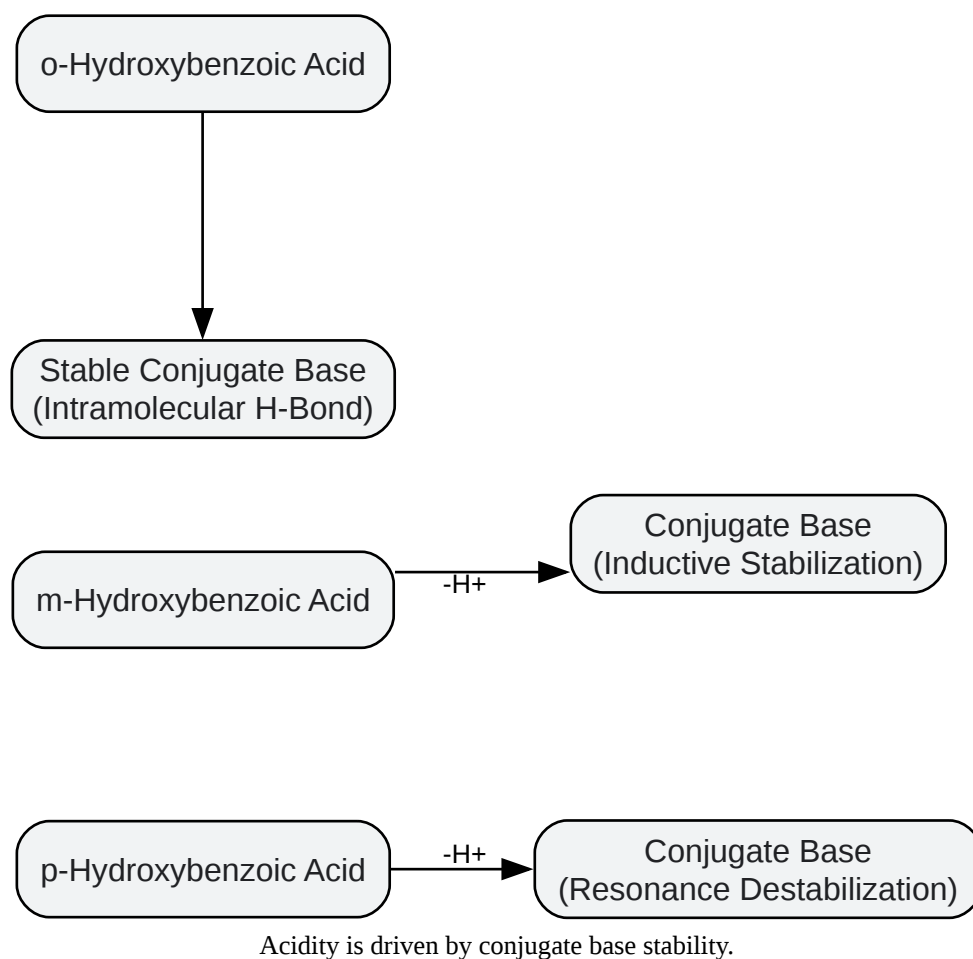 o-Hydroxybenzoic Acid
Stable Conjugate Base
(Intramolecular H-Bond)
m-Hydroxybenzoic Acid
-H+
Conjugate Base
(Inductive Stabilization)
p-Hydroxybenzoic Acid
-H+
Conjugate Base
(Resonance Destabilization)
Acidity is driven by conjugate base stability.